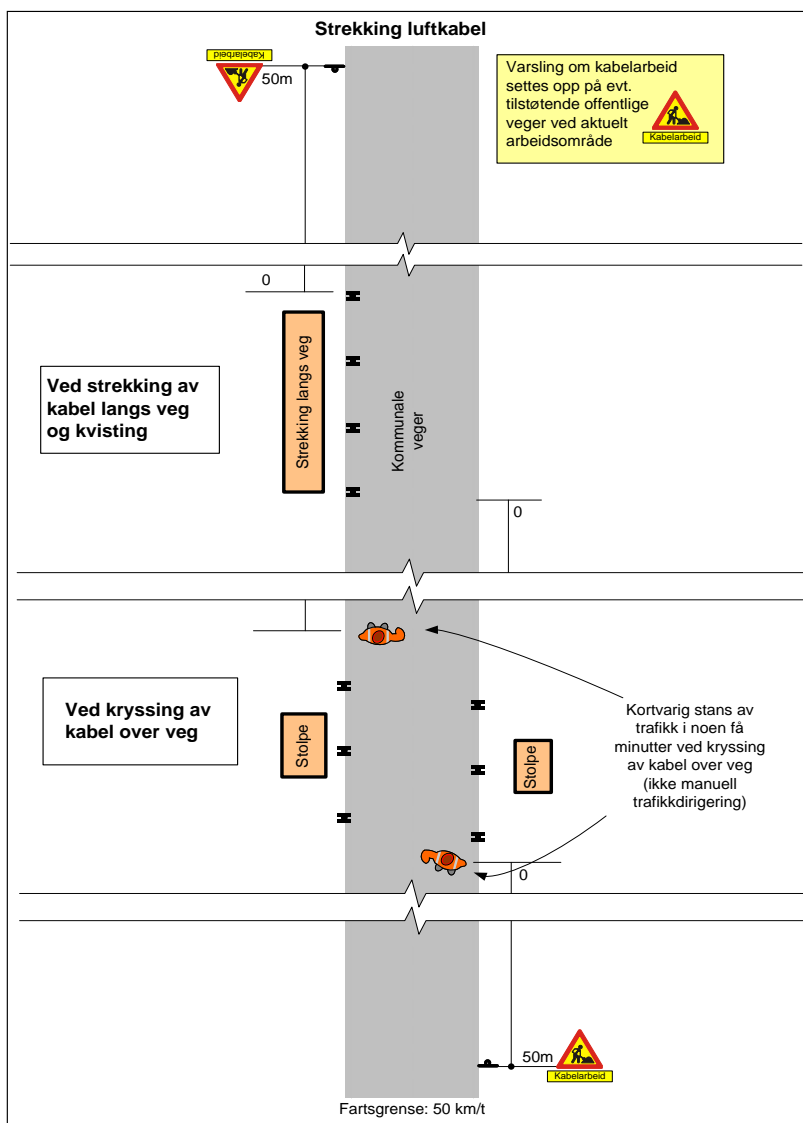 Strekking luftkabel
Kabelarbeid
50m
Varsling om kabelarbeid
settes opp på evt.
tilstøtende offentlige
veger ved aktuelt
arbeidsområde
Kabelarbeid
0
Ved strekking av
kabel langs veg
og kvisting
Strekking langs veg
Kommunale
veger
0
Ved kryssing av
kabel over veg
Stolpe
Stolpe
Kortvarig stans av
trafikk i noen få
minutter ved kryssing
av kabel over veg
(ikke manuell
trafikkdirigering)
0
50m
Kabelarbeid
Fartsgrense: 50 km/t